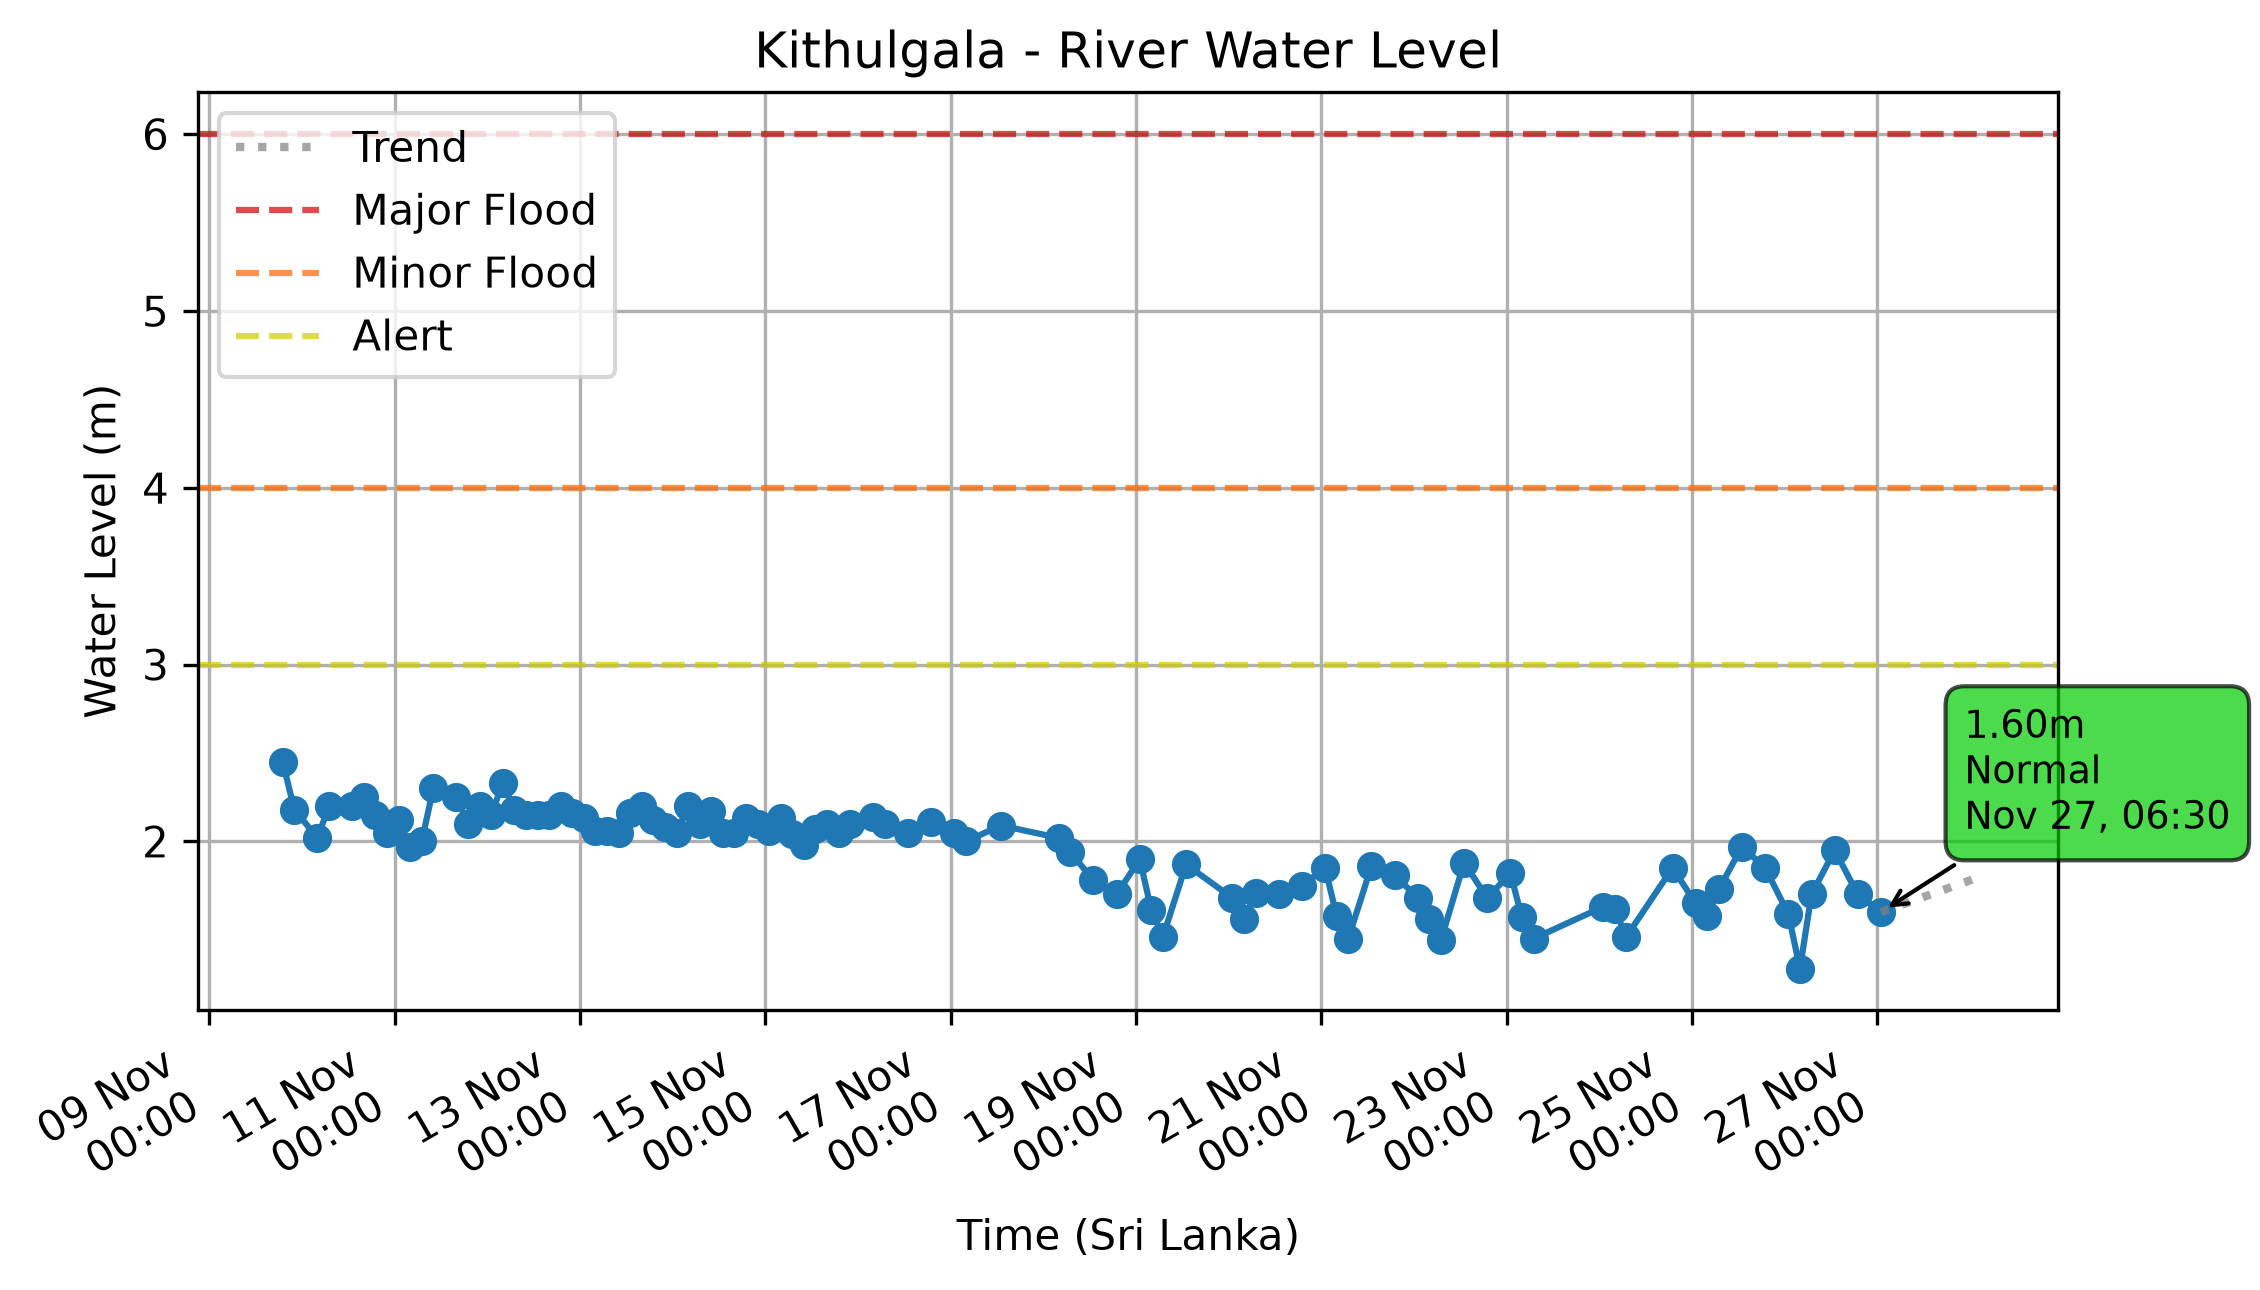 Kithulgala - River Water Level
6
5
4
3
2
Water Level (m)
Trend
Major Flood
Minor Flood
Alert
1.60m
Normal
Nov 27, 06:30
09 Nov
00:00
11 Nov
00:00
13 Nov
00:00
15 Nov
00:00
17 Nov
00:00
19 Nov
00:00
21 Nov
00:00
23 Nov
00:00
25 Nov
00:00
27 Nov
00:00
Time (Sri Lanka)